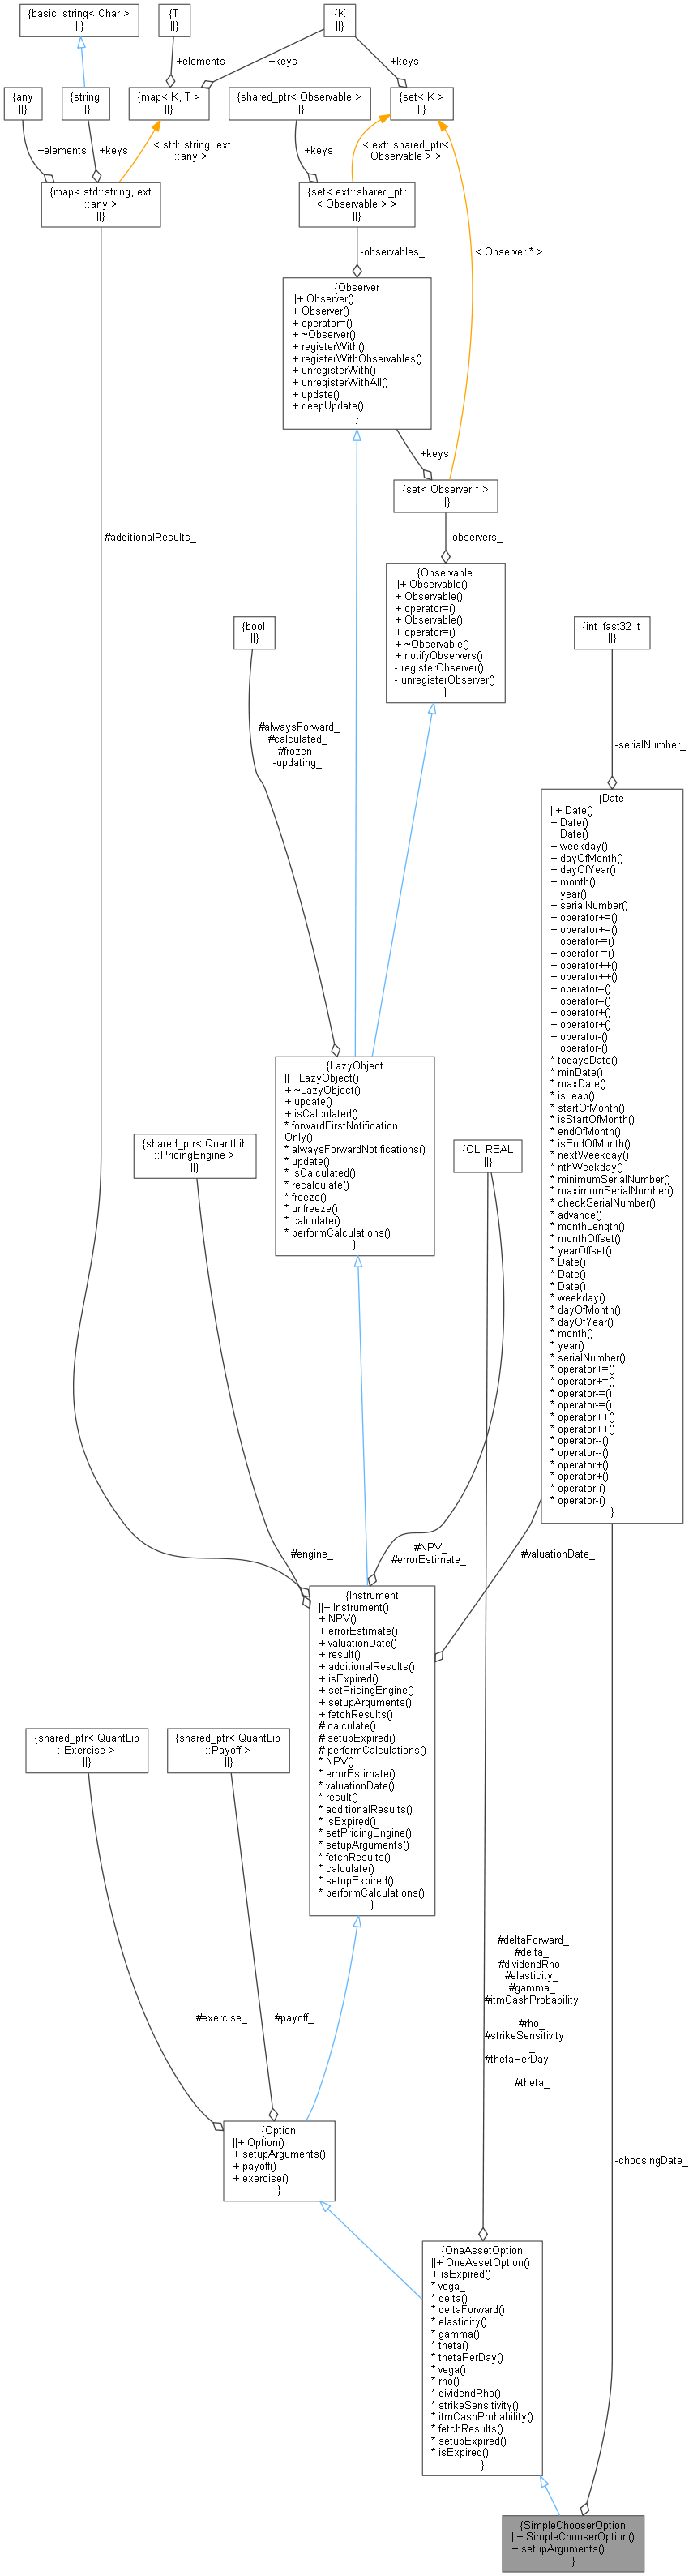 {basic_string< Char >
||}
{T
||}
{K
||}
+elements
+keys
+keys
{any
||}
{string
||}
{map< K, T >
||}
{shared_ptr< Observable >
||}
{set< K >
||}
+elements
+keys
< std::string, ext
::any >
+keys
< ext::shared_ptr<
Observable > >
{map< std::string, ext
::any >
||}
{set< ext::shared_ptr
< Observable > >
||}
-observables_
< Observer * >
{Observer
||+ Observer()
+ Observer()
+ operator=()
+ ~Observer()
+ registerWith()
+ registerWithObservables()
+ unregisterWith()
+ unregisterWithAll()
+ update()
+ deepUpdate()
}
+keys
{set< Observer * >
||}
#additionalResults_
-observers_
{Observable
||+ Observable()
+ Observable()
+ operator=()
+ Observable()
+ operator=()
+ ~Observable()
+ notifyObservers()
- registerObserver()
- unregisterObserver()
}
{bool
||}
{int_fast32_t
||}
#alwaysForward_
#calculated_
#frozen_
-updating_
-serialNumber_
{Date
||+ Date()
+ Date()
+ Date()
+ weekday()
+ dayOfMonth()
+ dayOfYear()
+ month()
+ year()
+ serialNumber()
+ operator+=()
+ operator+=()
+ operator-=()
+ operator-=()
+ operator++()
+ operator++()
+ operator--()
+ operator--()
+ operator+()
+ operator+()
+ operator-()
+ operator-()
* todaysDate()
* minDate()
* maxDate()
* isLeap()
* startOfMonth()
* isStartOfMonth()
* endOfMonth()
* isEndOfMonth()
* nextWeekday()
* nthWeekday()
* minimumSerialNumber()
* maximumSerialNumber()
* checkSerialNumber()
* advance()
* monthLength()
* monthOffset()
* yearOffset()
* Date()
* Date()
* Date()
* weekday()
* dayOfMonth()
* dayOfYear()
* month()
* year()
* serialNumber()
* operator+=()
* operator+=()
* operator-=()
* operator-=()
* operator++()
* operator++()
* operator--()
* operator--()
* operator+()
* operator+()
* operator-()
* operator-()
}
{LazyObject
||+ LazyObject()
+ ~LazyObject()
+ update()
+ isCalculated()
* forwardFirstNotification
Only()
* alwaysForwardNotifications()
* update()
* isCalculated()
* recalculate()
* freeze()
* unfreeze()
* calculate()
* performCalculations()
}
{shared_ptr< QuantLib
::PricingEngine >
||}
{QL_REAL
||}
#engine_
#NPV_
#errorEstimate_
#valuationDate_
{Instrument
||+ Instrument()
+ NPV()
+ errorEstimate()
+ valuationDate()
+ result()
+ additionalResults()
+ isExpired()
+ setPricingEngine()
+ setupArguments()
+ fetchResults()
# calculate()
# setupExpired()
# performCalculations()
* NPV()
* errorEstimate()
* valuationDate()
* result()
* additionalResults()
* isExpired()
* setPricingEngine()
* setupArguments()
* fetchResults()
* calculate()
* setupExpired()
* performCalculations()
}
{shared_ptr< QuantLib
::Exercise >
||}
{shared_ptr< QuantLib
::Payoff >
||}
#exercise_
#payoff_
#deltaForward_
#delta_
#dividendRho_
#elasticity_
#gamma_
#itmCashProbability
_
#rho_
#strikeSensitivity
_
#thetaPerDay
_
#theta_
...
{Option
||+ Option()
+ setupArguments()
+ payoff()
+ exercise()
}
-choosingDate_
{OneAssetOption
||+ OneAssetOption()
+ isExpired()
* vega_
* delta()
* deltaForward()
* elasticity()
* gamma()
* theta()
* thetaPerDay()
* vega()
* rho()
* dividendRho()
* strikeSensitivity()
* itmCashProbability()
* fetchResults()
* setupExpired()
* isExpired()
}
{SimpleChooserOption
||+ SimpleChooserOption()
+ setupArguments()
}